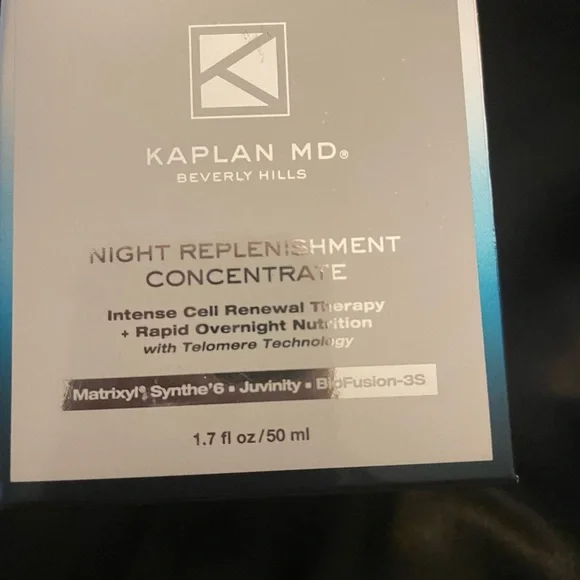 KAPLAN MD®
BEVERLY HILLS
NIGHT REPLENISHMENT
CONCENTRATE
Intense Cell Renewal Therapy
+ Rapid Overnight Nutrition
with Telomere Technology
Matrixyl® Synthe'6 ▪ Juvinity ▪ BioFusion-3S
1.7 fl oz/50 ml